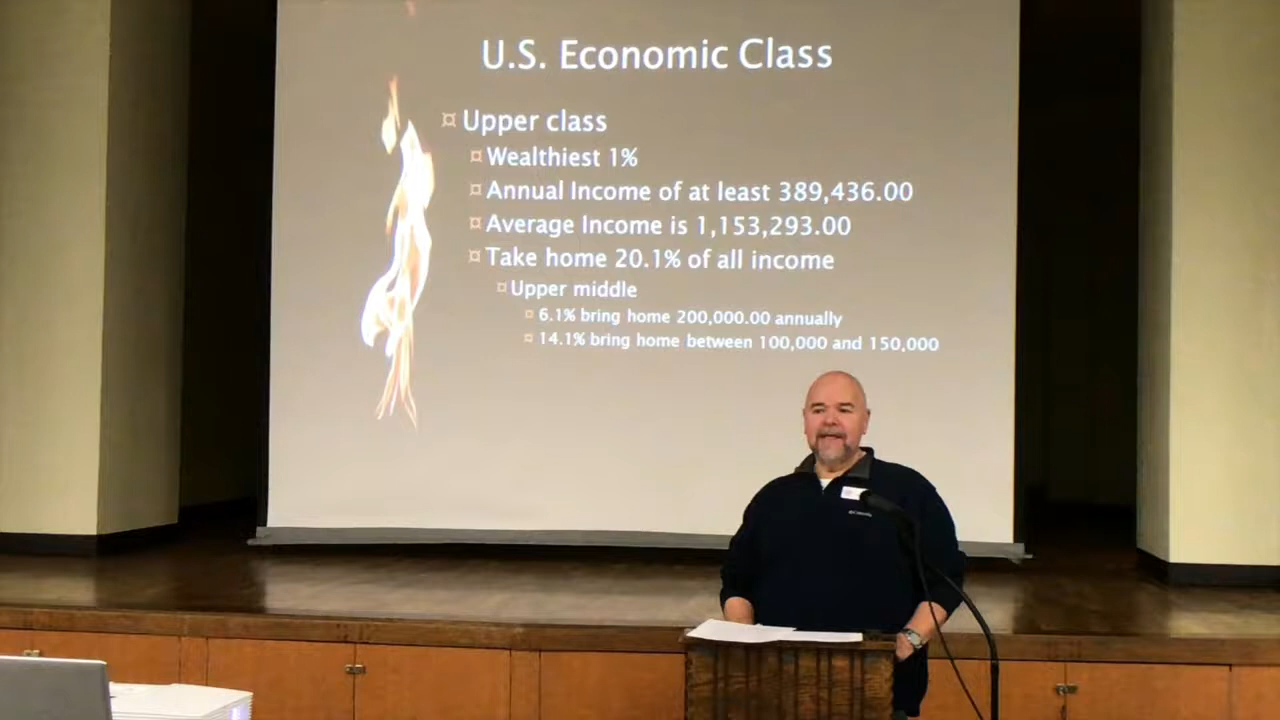 U.S. Economic Class
¤ Upper class
¤ Wealthiest 1%
¤ Annual Income of at least 389,436.00
¤ Average Income is 1,153,293.00
¤ Take home 20.1% of all income
¤ Upper middle
¤ 6.1% bring home 200,000.00 annually
¤ 14.1% bring home between 100,000 and 150,000
Columbia